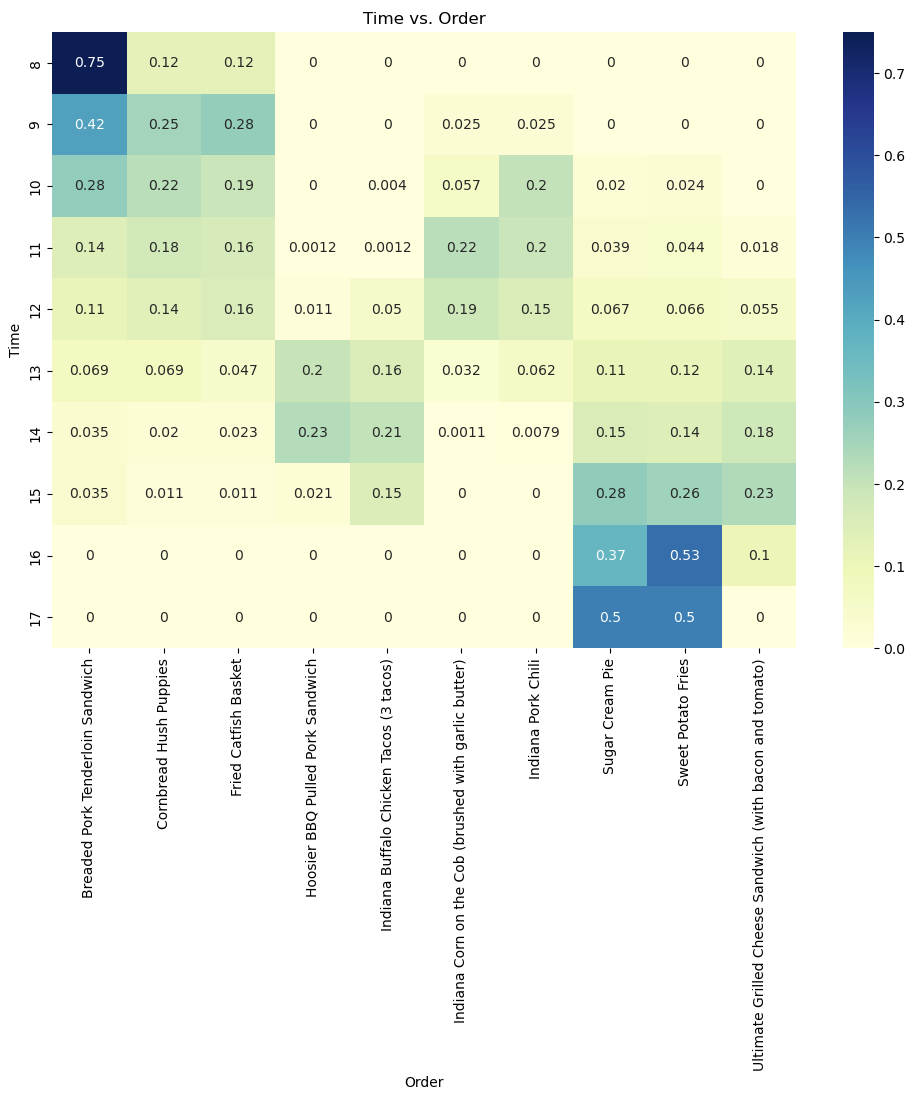 Time vs. Order
8 0.75 0.12 0.12 0 0 0 0 0 0 0
9 0.42 0.25 0.28 0 0 0.025 0.025 0 0 0
10 0.28 0.22 0.19 0 0.004 0.057 0.2 0.02 0.024 0
11 0.14 0.18 0.16 0.0012 0.0012 0.22 0.2 0.039 0.044 0.018
12 0.11 0.14 0.16 0.011 0.05 0.19 0.15 0.067 0.066 0.055
13 0.069 0.069 0.047 0.2 0.16 0.032 0.062 0.11 0.12 0.14
14 0.035 0.02 0.023 0.23 0.21 0.0011 0.0079 0.15 0.14 0.18
15 0.035 0.011 0.011 0.021 0.15 0 0 0.28 0.26 0.23
16 0 0 0 0 0 0 0 0.37 0.53 0.1
17 0 0 0 0 0 0 0 0.5 0.5 0
Time
Breaded Pork Tenderloin Sandwich
Cornbread Hush Puppies
Fried Catfish Basket
Hoosier BBQ Pulled Pork Sandwich
Indiana Buffalo Chicken Tacos (3 tacos)
Indiana Corn on the Cob (brushed with garlic butter)
Indiana Pork Chili
Sugar Cream Pie
Sweet Potato Fries
Ultimate Grilled Cheese Sandwich (with bacon and tomato)
Order
0.7
0.6
0.5
0.4
0.3
0.2
0.1
0.0